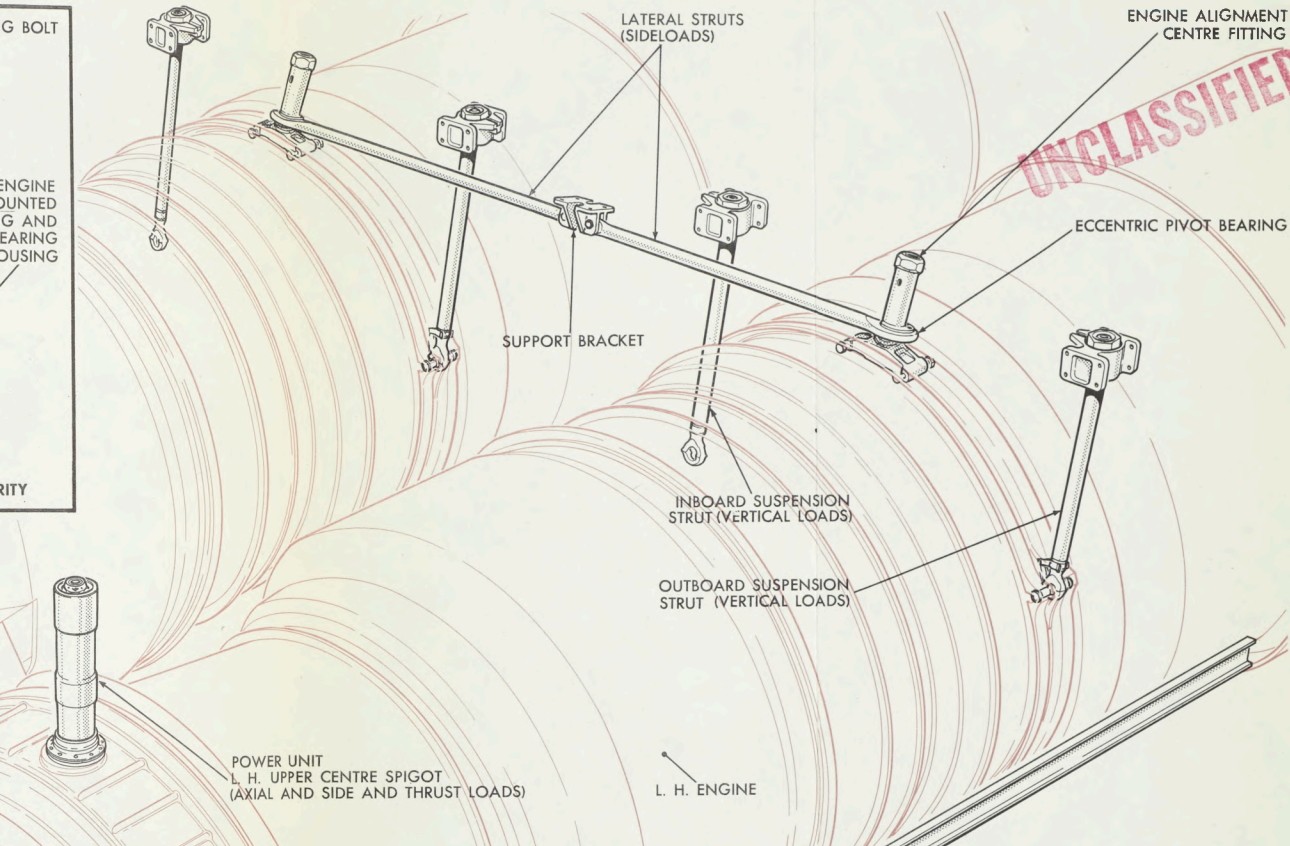 G BOLT
ENGINE
OUNTED
G AND
EARING
OUSING
RITY
LATERAL STRUTS
(SIDELOADS)
ENGINE ALIGNMENT
CENTRE FITTING
UNCLASSIFIED
ECCENTRIC PIVOT BEARING
SUPPORT BRACKET
INBOARD SUSPENSION
STRUT (VERTICAL LOADS)
OUTBOARD SUSPENSION
STRUT (VERTICAL LOADS)
POWER UNIT
L. H. UPPER CENTRE SPIGOT
(AXIAL AND SIDE AND THRUST LOADS)
L. H. ENGINE